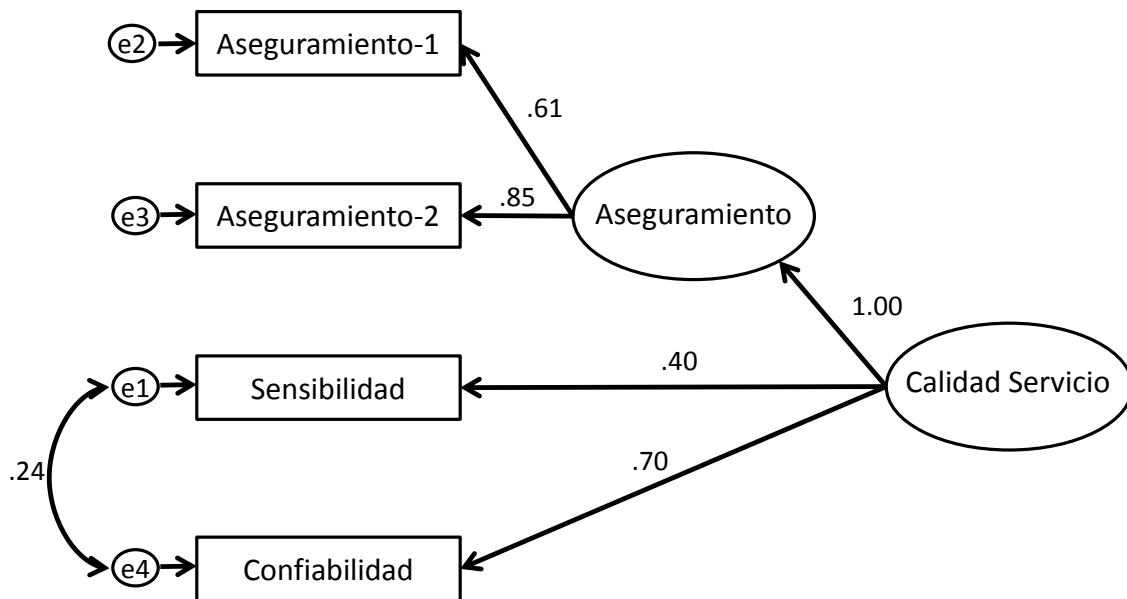 e2
Aseguramiento-1
.61
e3
Aseguramiento-2
.85
Aseguramiento
1.00
e1
Sensibilidad
.40
Calidad Servicio
.24
.70
e4
Confiabilidad